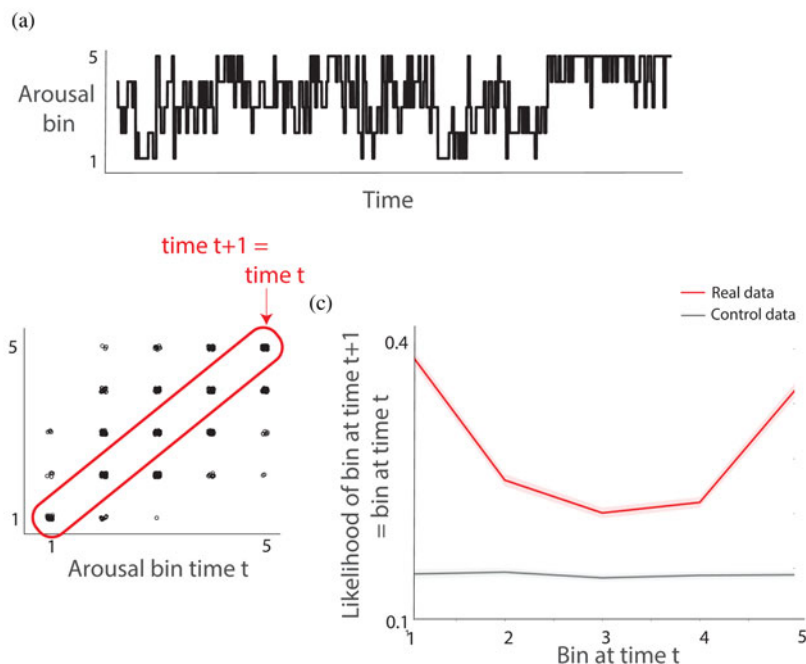 (a)
5
Arousal
bin
1
Time
time t+1 =
time t
(c)
Real data
Control data
5
1
1
5
Arousal bin time t
0.4
Likelihood of bin at time t+1
= bin at time t
0.1
1
2
3
4
5
Bin at time t